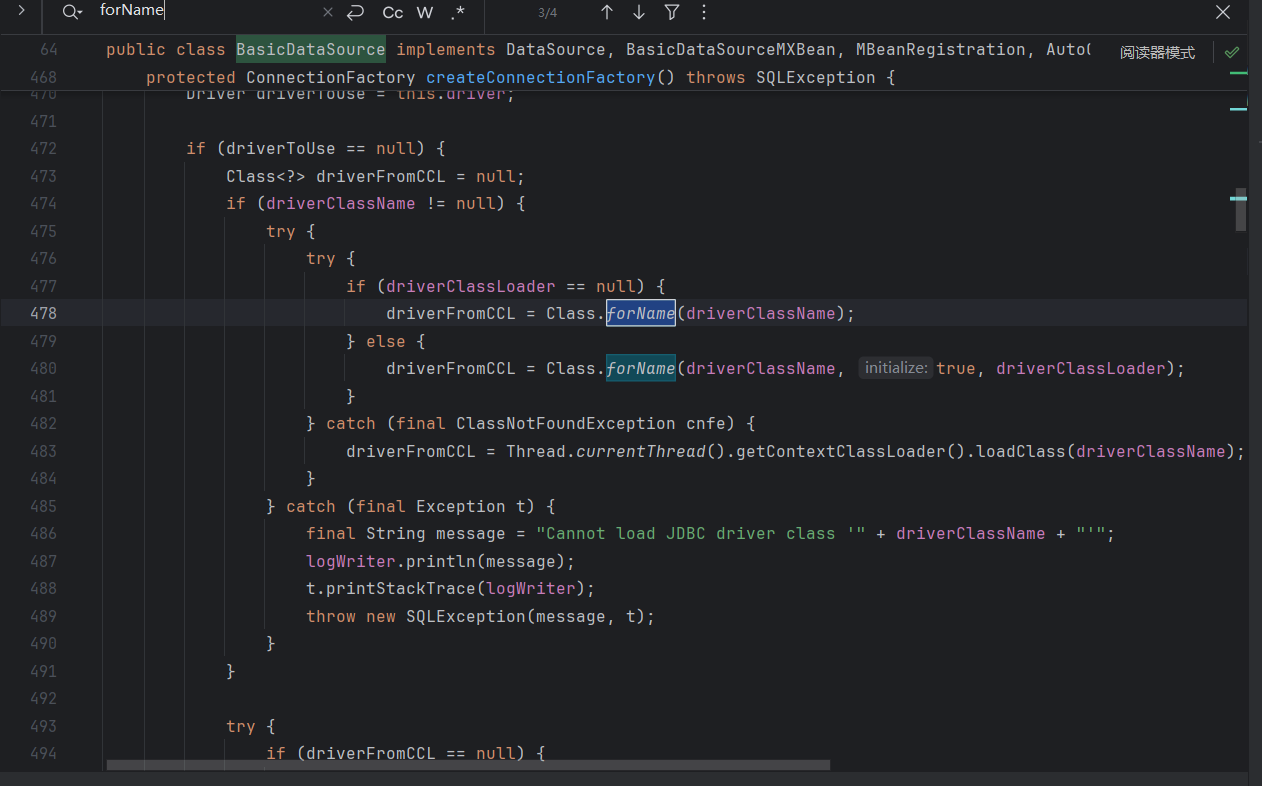 forName
Cc W .*
3/4
64 public class BasicDataSource implements DataSource, BasicDataSourceMXBean, MBeanRegistration, Auto
阅读器模式
468 protected ConnectionFactory createConnectionFactory() throws SQLException {
470 Driver driverToUse = this.driver;
471
472 if (driverToUse == null) {
473 Class<?> driverFromCCL = null;
474 if (driverClassName != null) {
475 try {
476 try {
477 if (driverClassLoader == null) {
478 driverFromCCL = Class.forName(driverClassName);
479 } else {
480 driverFromCCL = Class.forName(driverClassName, initialize: true, driverClassLoader);
481 }
482 } catch (final ClassNotFoundException cnfe) {
483 driverFromCCL = Thread.currentThread().getContextClassLoader().loadClass(driverClassName);
484 }
485 } catch (final Exception t) {
486 final String message = "Cannot load JDBC driver class '" + driverClassName + "'";
487 logWriter.println(message);
488 t.printStackTrace(logWriter);
489 throw new SQLException(message, t);
490 }
491 }
492
493 try {
494 if (driverFromCCL == null) {